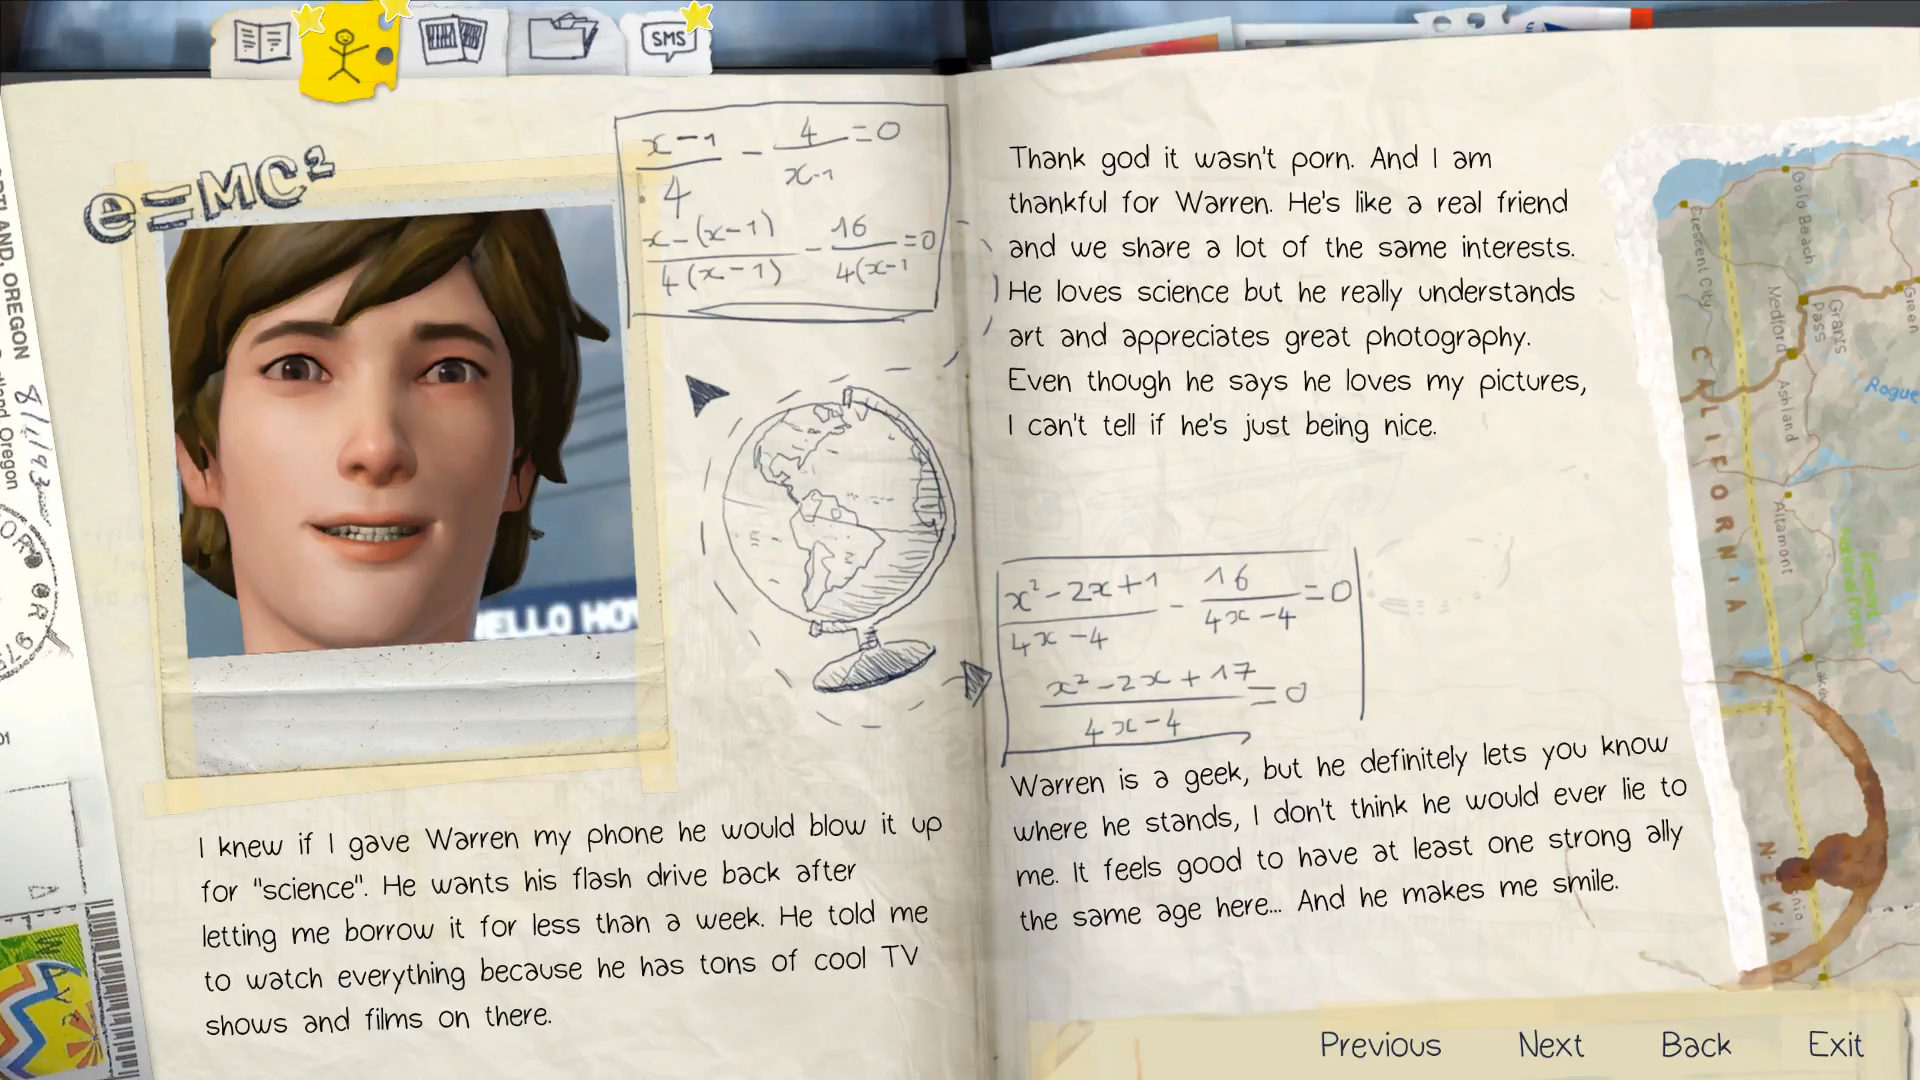 SMS
e=MC²
x-1/4 - 4/x-1 =0
x-(x-1)/4(x-1) - 16/4(x-1 =0
ELLO HO
I knew if I gave Warren my phone he would blow it up
for "science". He wants his flash drive back after
letting me borrow it for less than a week. He told me
to watch everything because he has tons of cool TV
shows and films on there.
Thank god it wasn't porn. And I am
thankful for Warren. He's like a real friend
and we share a lot of the same interests.
He loves science but he really understands
art and appreciates great photography.
Even though he says he loves my pictures,
I can't tell if he's just being nice.
x²-2x+1/4x-4 - 16/4x-4 =0
x²-2x+17/4x-4 =0
Warren is a geek, but he definitely lets you know
where he stands, I don't think he would ever lie to
me. It feels good to have at least one strong ally
the same age here... And he makes me smile.
AND, OREGON
Oregon
8/1/93
Crescent City
Gold Beach
Medford
Grants
Pass
Green
Rogue
Ashland
Altamont
CALIFORNIA
Previous
Next
Back
Exit